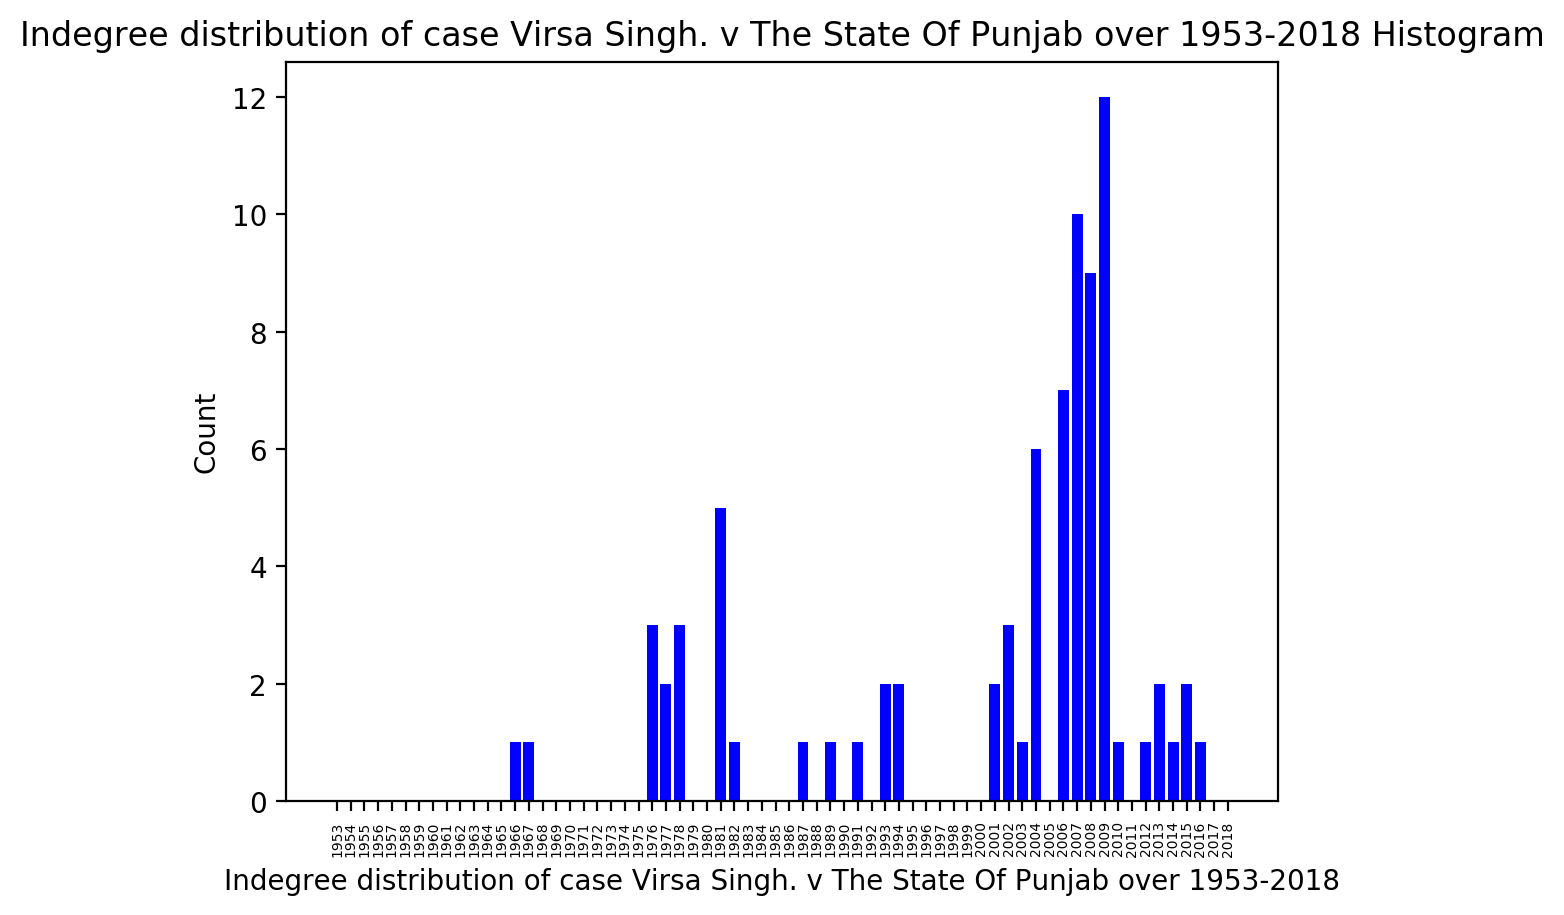 Indegree distribution of case Virsa Singh. v The State Of Punjab over 1953-2018 Histogram
12
10
8
6
4
2
0
Count
1953 1954 1955 1956 1957 1958 1959 1960 1961 1962 1963 1964 1965 1966 1967 1968 1969 1970 1971 1972 1973 1974 1975 1976 1977 1978 1979 1980 1981 1982 1983 1984 1985 1986 1987 1988 1989 1990 1991 1992 1993 1994 1995 1996 1997 1998 1999 2000 2001 2002 2003 2004 2005 2006 2007 2008 2009 2010 2011 2012 2013 2014 2015 2016 2017 2018
Indegree distribution of case Virsa Singh. v The State Of Punjab over 1953-2018